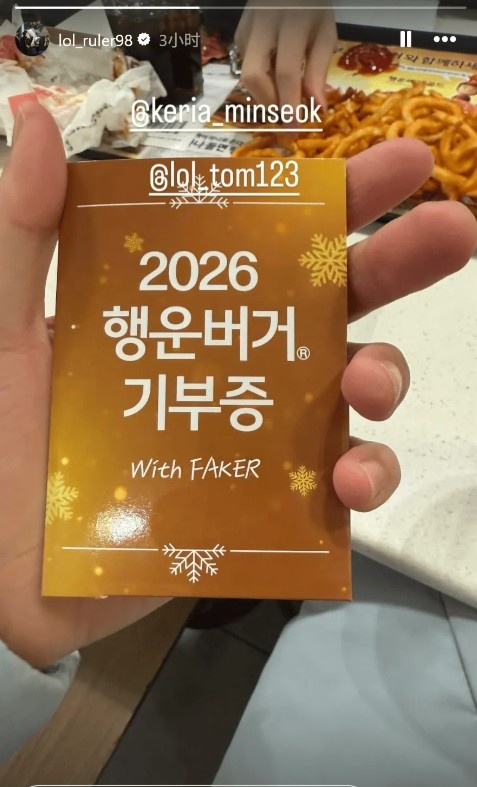 lol_ruler98 3小时
@keria_minseok
@lol_tom123
2026
행운버거®
기부증
With FAKER